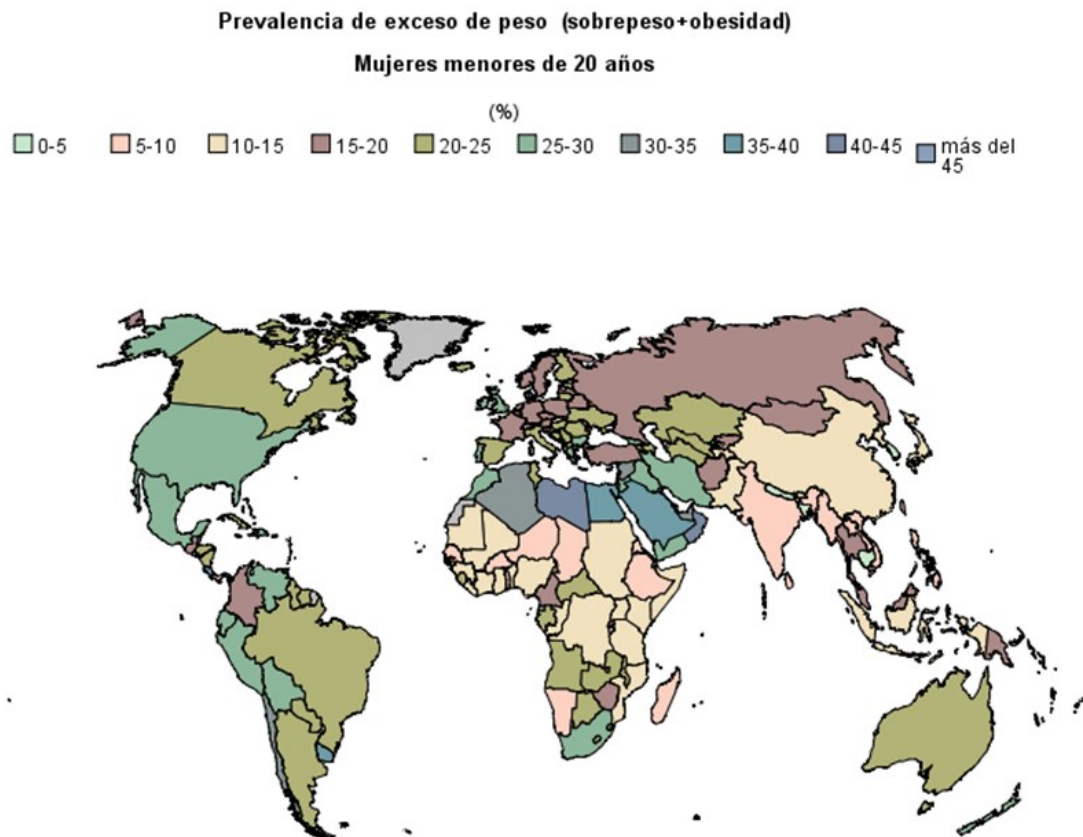 Prevalencia de exceso de peso (sobrepeso+obesidad)
Mujeres menores de 20 años
(%)
0-5 5-10 10-15 15-20 20-25 25-30 30-35 35-40 40-45 más del
45